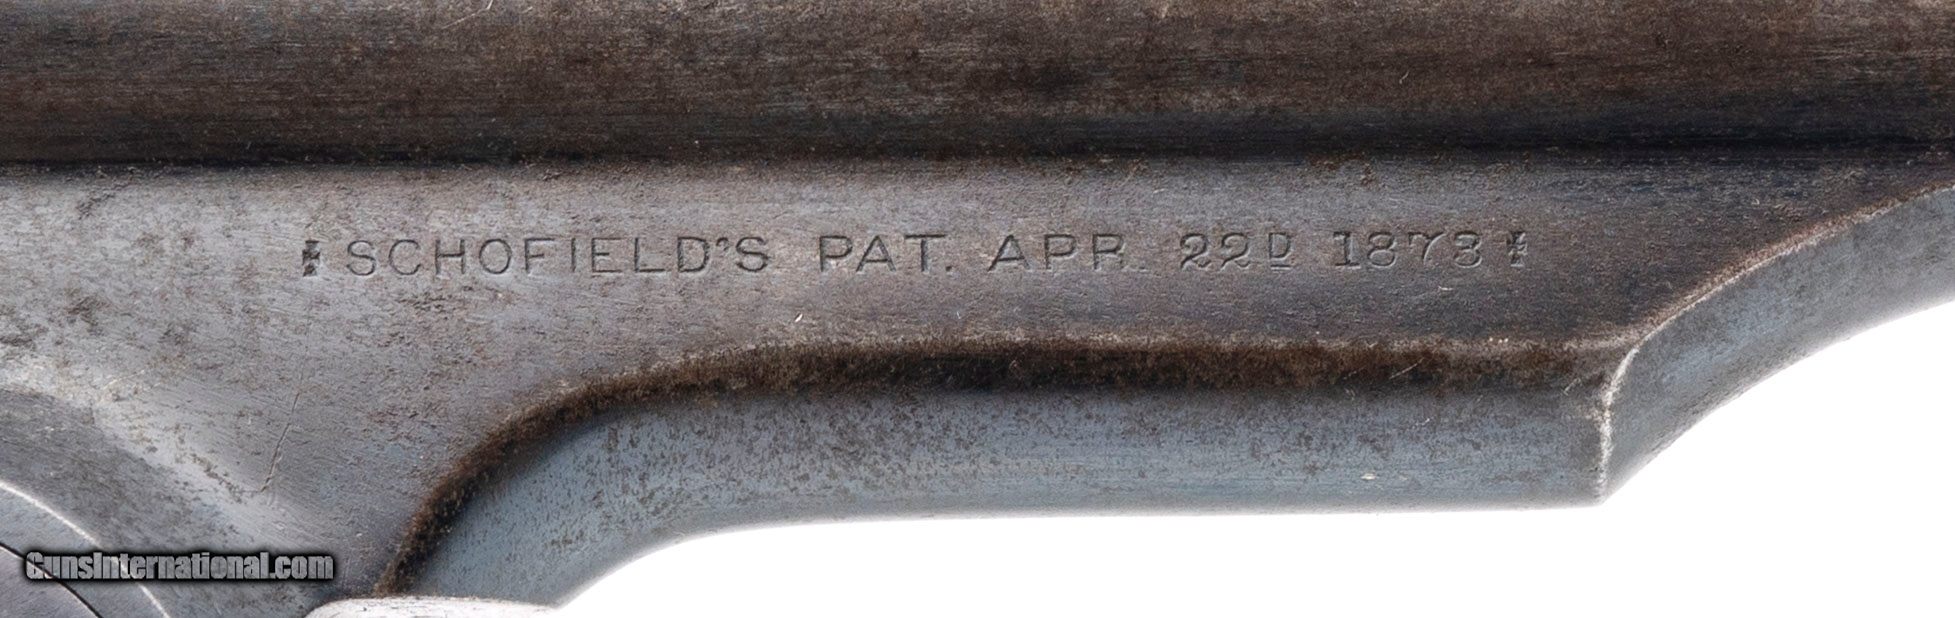 SCHOFIELD'S PAT. APR. 22D 1873
GunsInternational.com